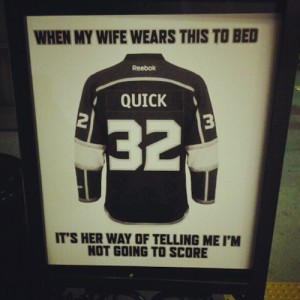 WHEN MY WIFE WEARS THIS TO BED
Reebok
QUICK
2 32 32
IT'S HER WAY OF TELLING ME I'M
NOT GOING TO SCORE